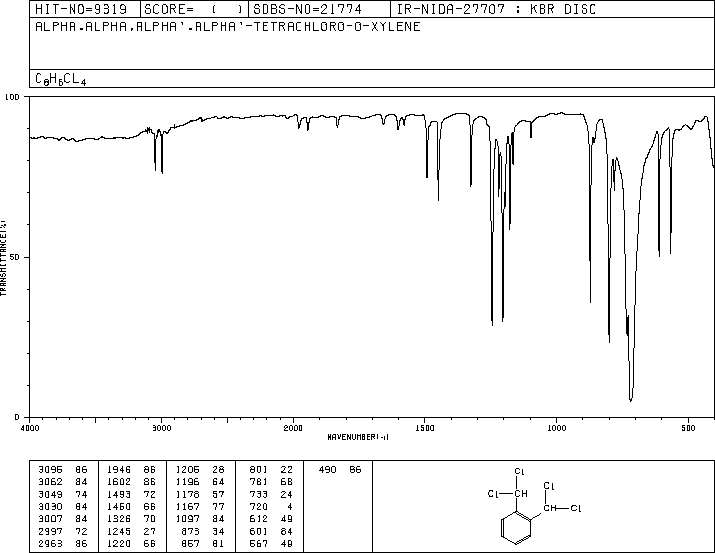 HIT-NO=9319 SCORE= ( ) SDBS-NO=21774 IR-NIDA-27707 : KBR DISC
ALPHA,ALPHA,ALPHA',ALPHA'-TETRACHLORO-O-XYLENE
C8H6CL4
100
TRANSMITTANCE(%)
50
0
4000 3000 2000 1500 1000 500
WAVENUMBER(-1)
3095 86 1946 86 1206 28 801 22 490 86
3062 84 1602 86 1196 64 781 68
3049 74 1493 72 1178 57 733 24
3030 84 1450 66 1167 77 720 4
3007 84 1326 70 1097 84 612 49
2997 72 1245 27 873 34 601 84
2963 86 1220 66 857 81 567 49
Cl
Cl CH Cl
CH Cl